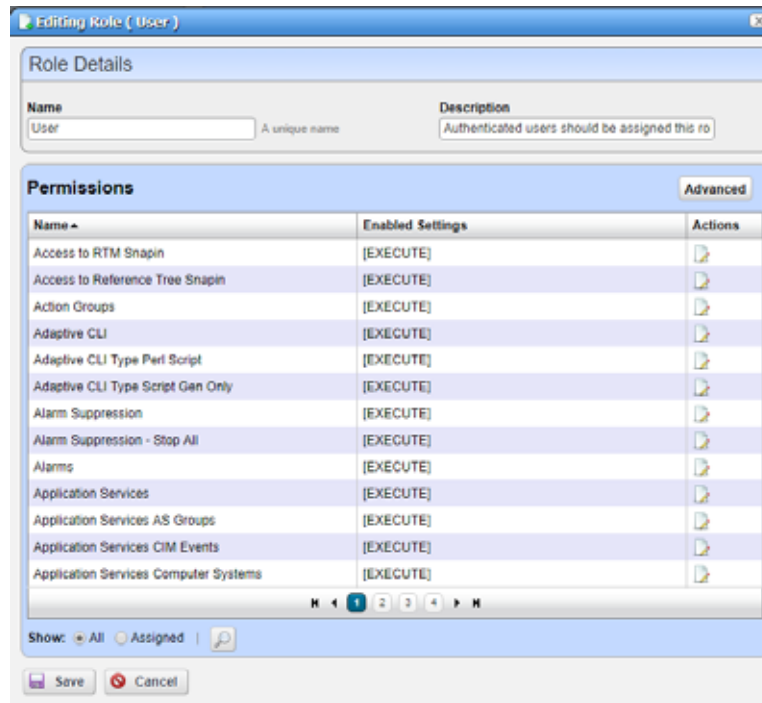 Editing Role ( User )
Role Details
Name Description
User A unique name Authenticated users should be assigned this ro
Permissions Advanced
Name Enabled Settings Actions
Access to RTM Snapin [EXECUTE]
Access to Reference Tree Snapin [EXECUTE]
Action Groups [EXECUTE]
Adaptive CLI [EXECUTE]
Adaptive CLI Type Perl Script [EXECUTE]
Adaptive CLI Type Script Gen Only [EXECUTE]
Alarm Suppression [EXECUTE]
Alarm Suppression - Stop All [EXECUTE]
Alarms [EXECUTE]
Application Services [EXECUTE]
Application Services AS Groups [EXECUTE]
Application Services CIM Events [EXECUTE]
Application Services Computer Systems [EXECUTE]
1 2 3 4
Show: All Assigned |
Save Cancel